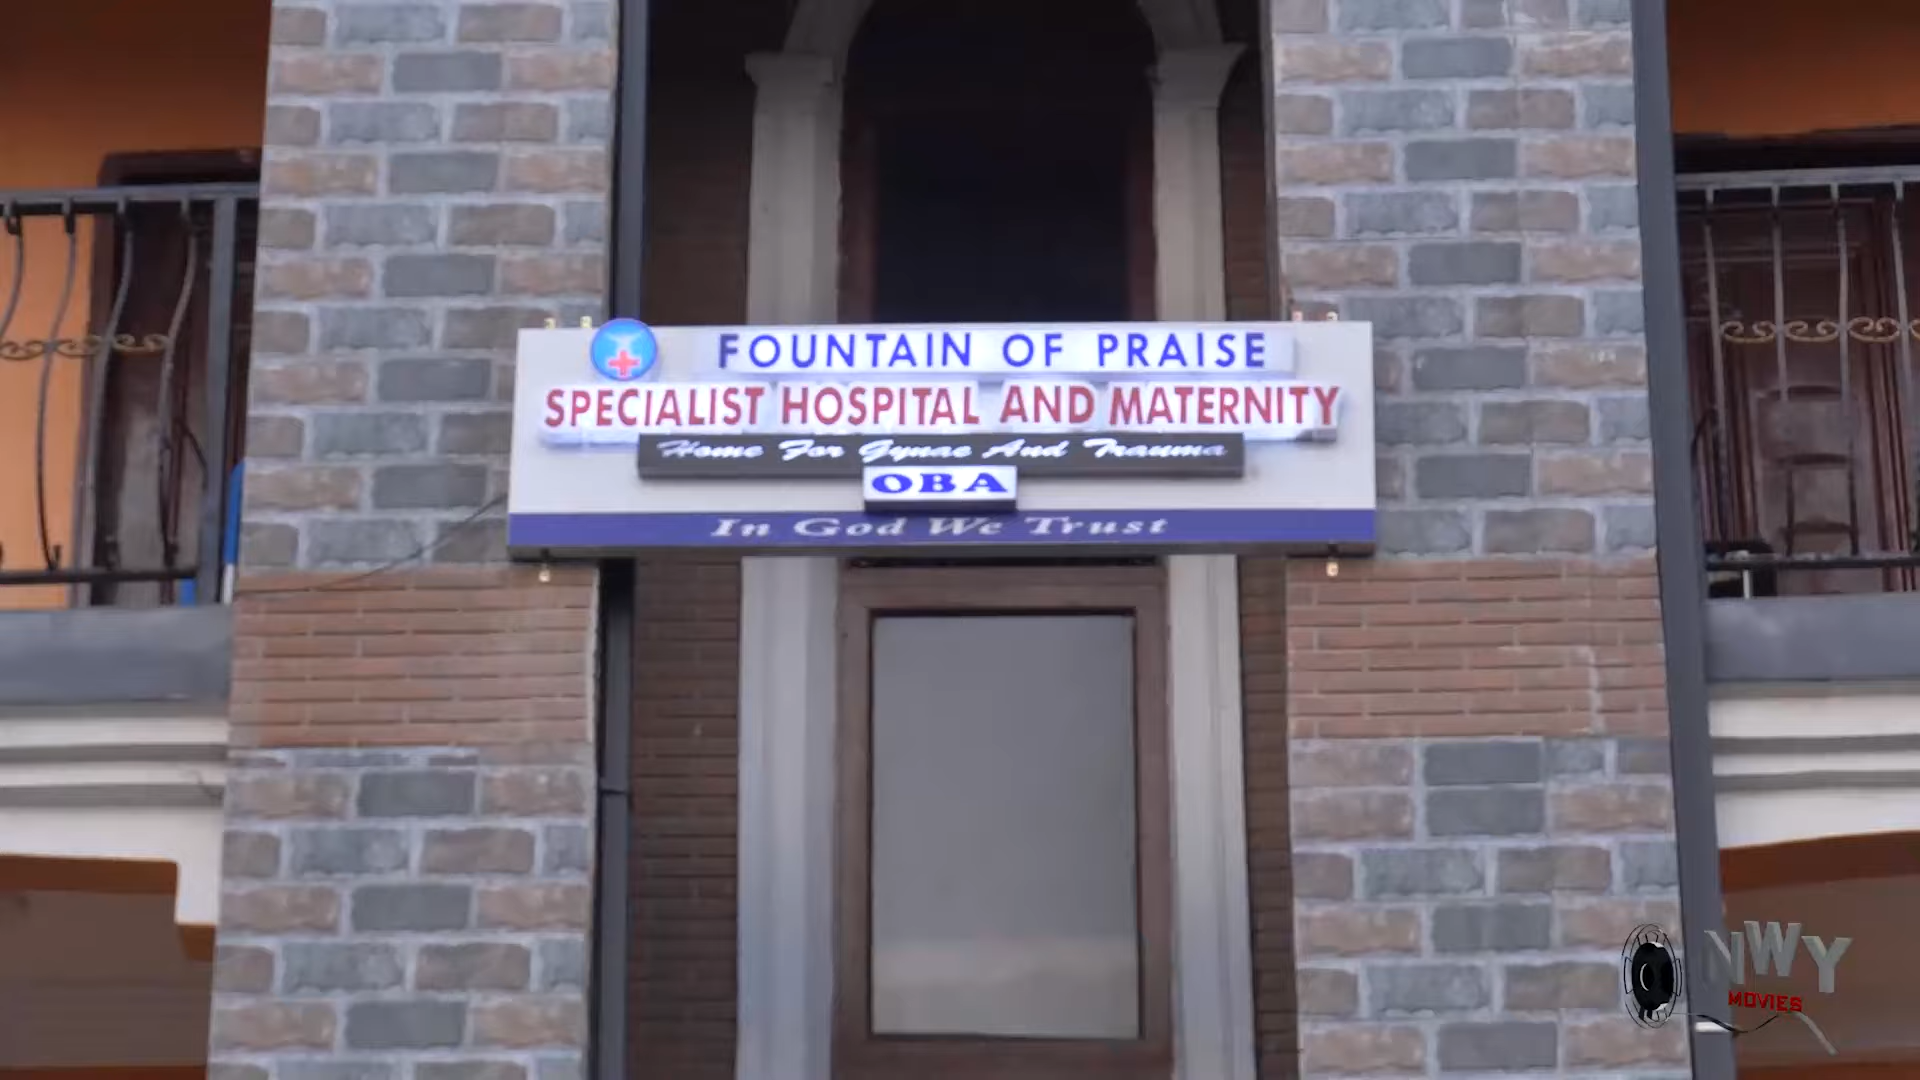 FOUNTAIN OF PRAISE
SPECIALIST HOSPITAL AND MATERNITY
Home For Gynae And Trauma
OBA
In God We Trust
NWY
MOVIES